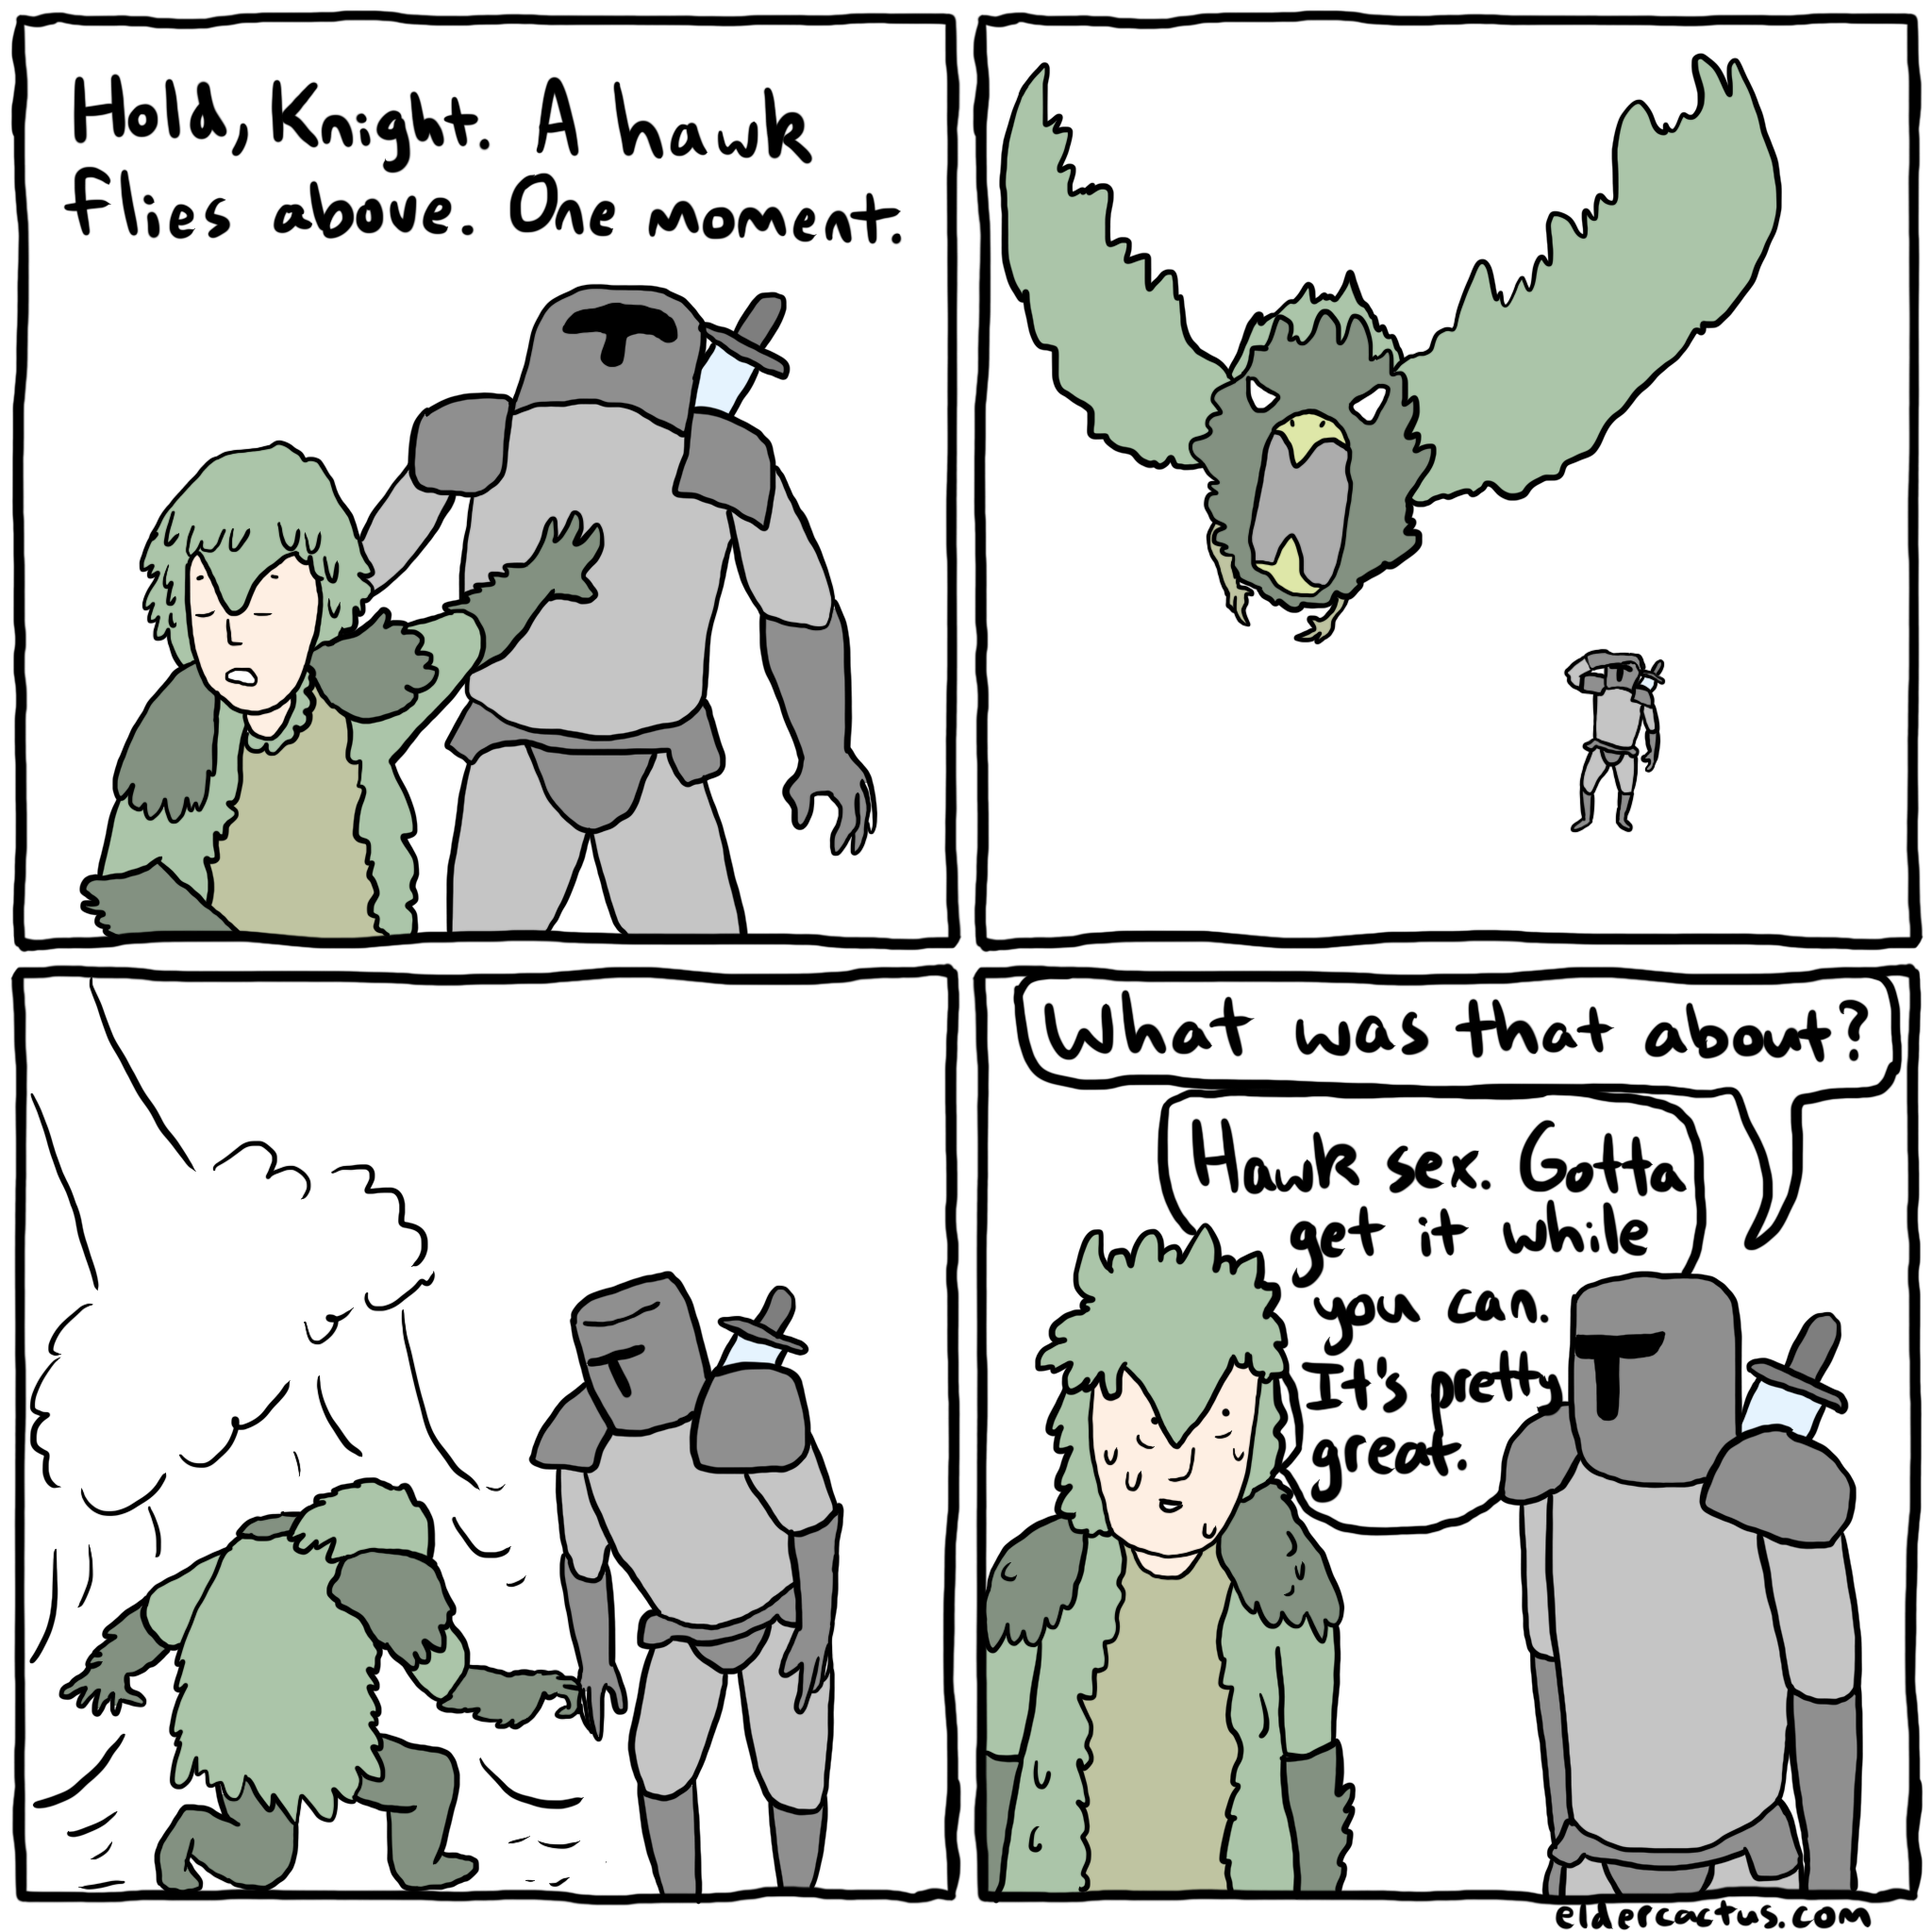 Hold, Knight. A hawk
flies above. One moment.
What was that about?
Hawk sex. Gotta
get it while
you can.
It's pretty
great.
eldercactus.com